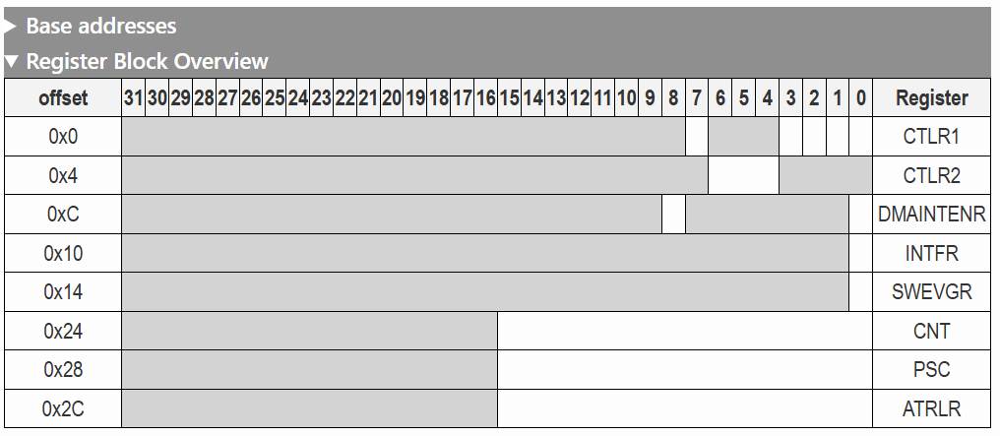 Base addresses
Register Block Overview
offset 31 30 29 28 27 26 25 24 23 22 21 20 19 18 17 16 15 14 13 12 11 10 9 8 7 6 5 4 3 2 1 0 Register
0x0 CTLR1
0x4 CTLR2
0xC DMAINTENR
0x10 INTFR
0x14 SWEVGR
0x24 CNT
0x28 PSC
0x2C ATRLR